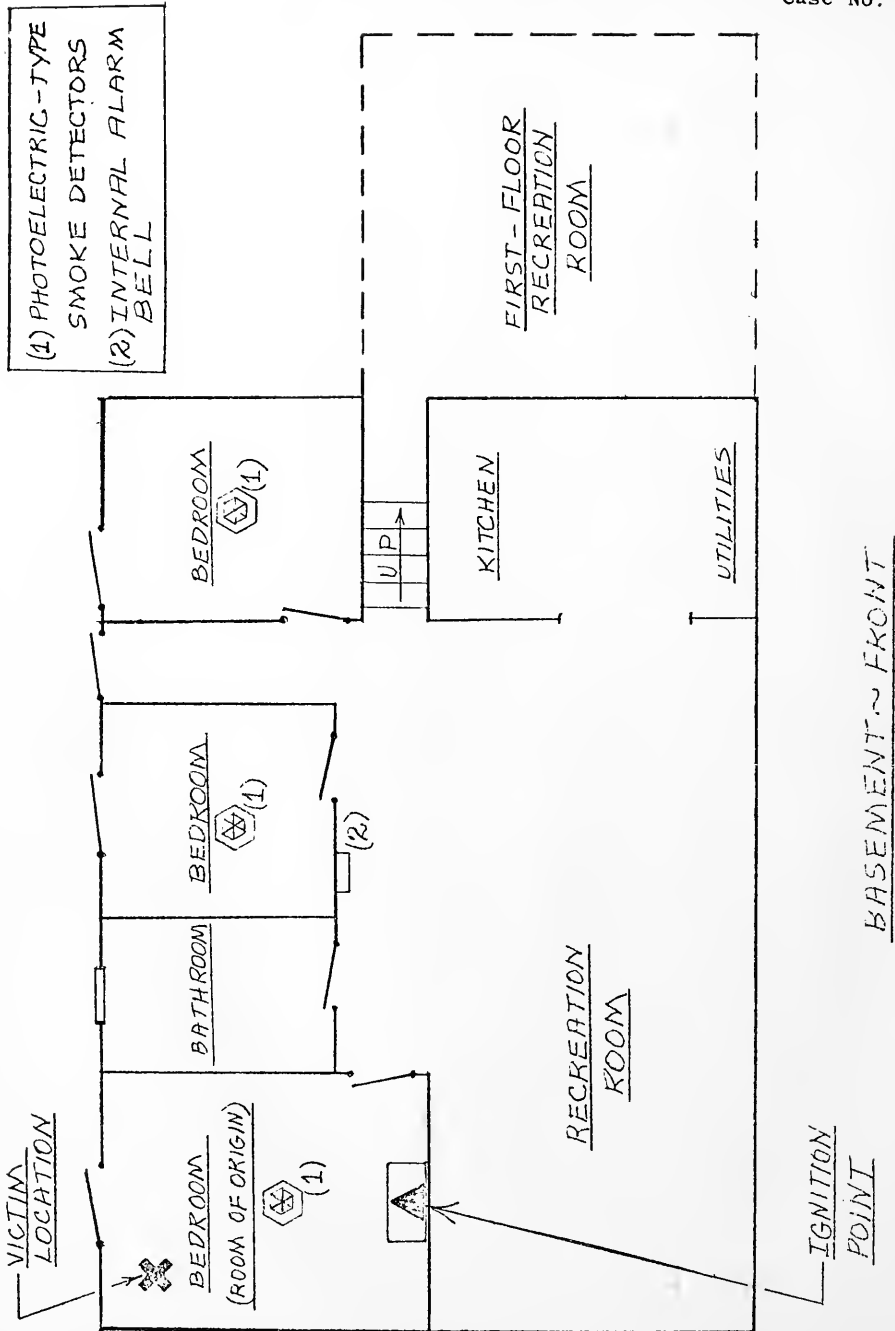 Case No.
(1) PHOTOELECTRIC-TYPE
SMOKE DETECTORS
(2) INTERNAL ALARM
BELL
VICTIM
LOCATION
BEDROOM
(ROOM OF ORIGIN)
(1)
BATHROOM
BEDROOM
(1)
(2)
BEDROOM
(1)
UP
KITCHEN
UTILITIES
FIRST-FLOOR
RECREATION
ROOM
RECREATION
ROOM
IGNITION
POINT
BASEMENT ~ FRONT